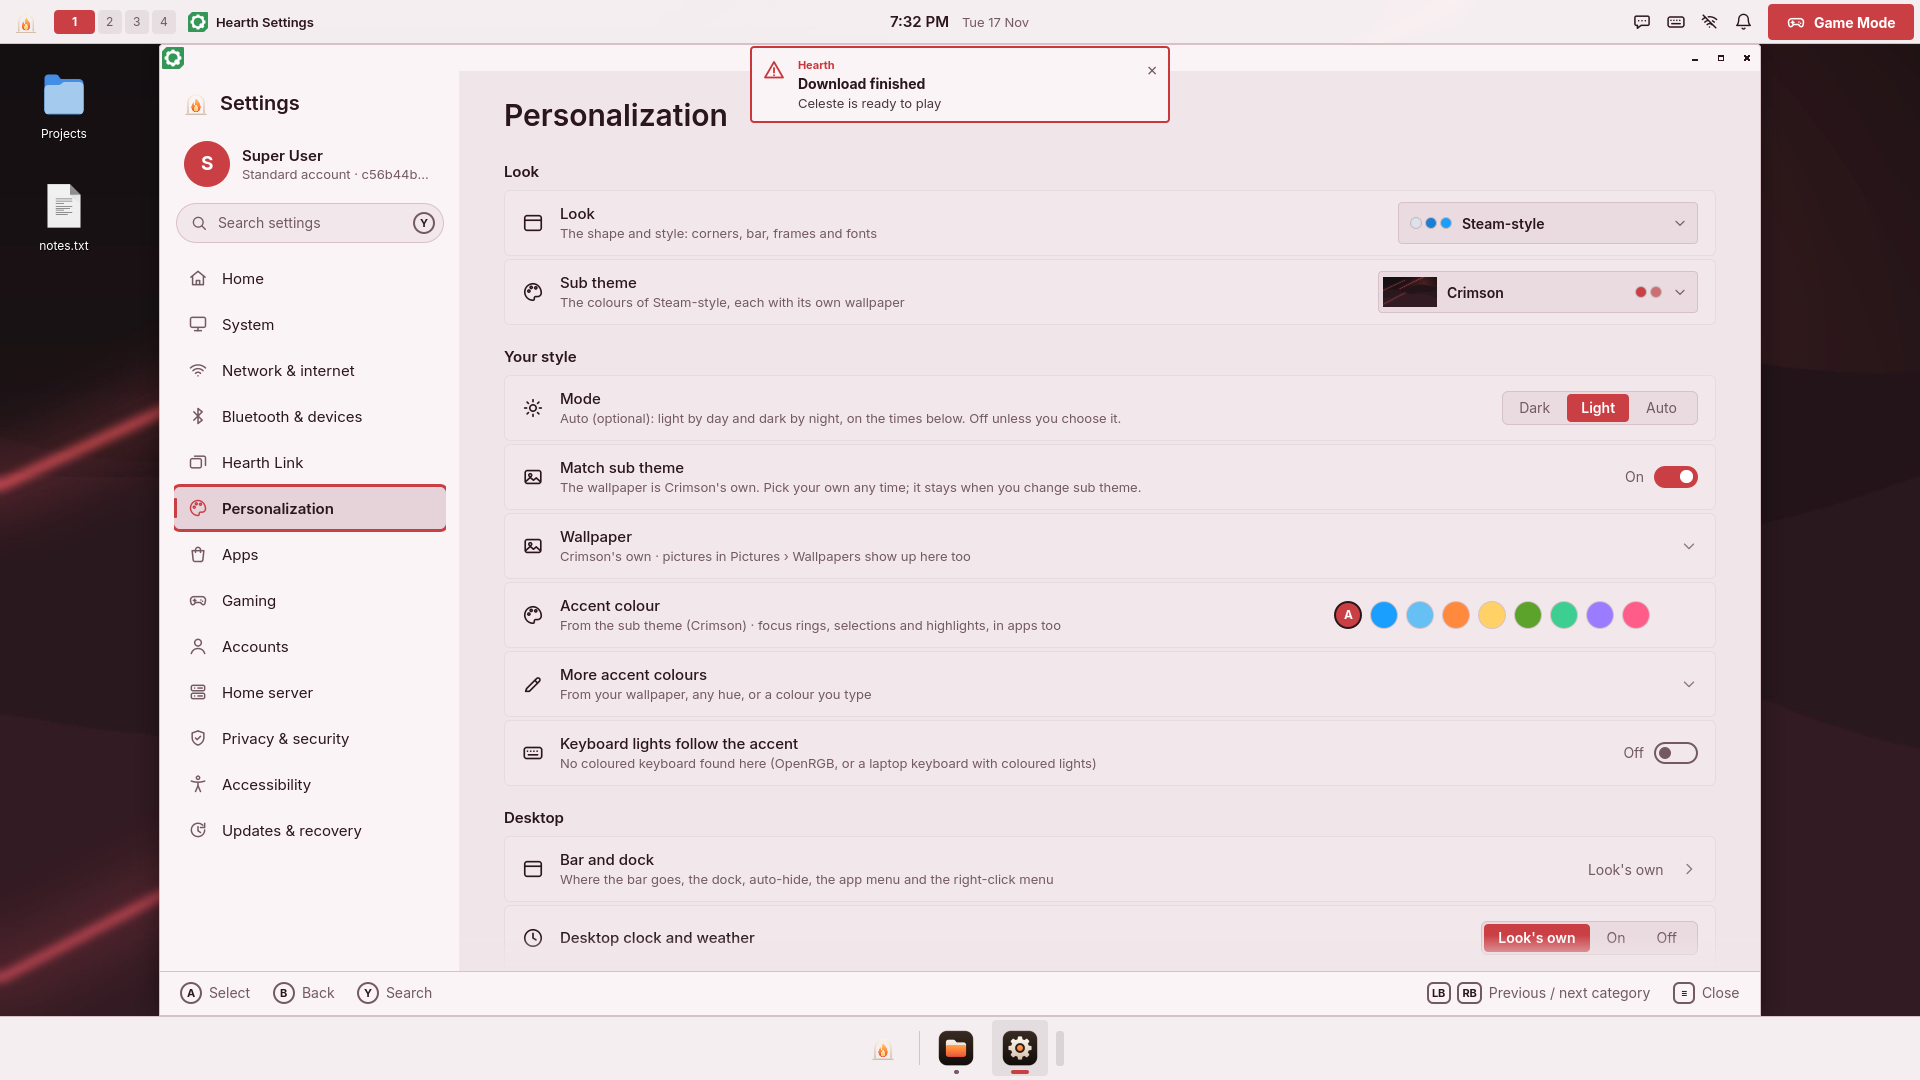 1 2 3 4 Hearth Settings 7:32 PM Tue 17 Nov Game Mode
Projects
notes.txt
Hearth
Download finished
Celeste is ready to play
Settings
S
Super User
Standard account · c56b44b...
Search settings Y
Home
System
Network & internet
Bluetooth & devices
Hearth Link
Personalization
Apps
Gaming
Accounts
Home server
Privacy & security
Accessibility
Updates & recovery
Personalization
Look
Look
The shape and style: corners, bar, frames and fonts
Steam-style
Sub theme
The colours of Steam-style, each with its own wallpaper
Crimson
Your style
Mode
Auto (optional): light by day and dark by night, on the times below. Off unless you choose it.
Dark Light Auto
Match sub theme
The wallpaper is Crimson's own. Pick your own any time; it stays when you change sub theme.
On
Wallpaper
Crimson's own · pictures in Pictures › Wallpapers show up here too
Accent colour
From the sub theme (Crimson) · focus rings, selections and highlights, in apps too
A
More accent colours
From your wallpaper, any hue, or a colour you type
Keyboard lights follow the accent
No coloured keyboard found here (OpenRGB, or a laptop keyboard with coloured lights)
Off
Desktop
Bar and dock
Where the bar goes, the dock, auto-hide, the app menu and the right-click menu
Look's own
Desktop clock and weather
Look's own On Off
A Select B Back Y Search LB RB Previous / next category Close